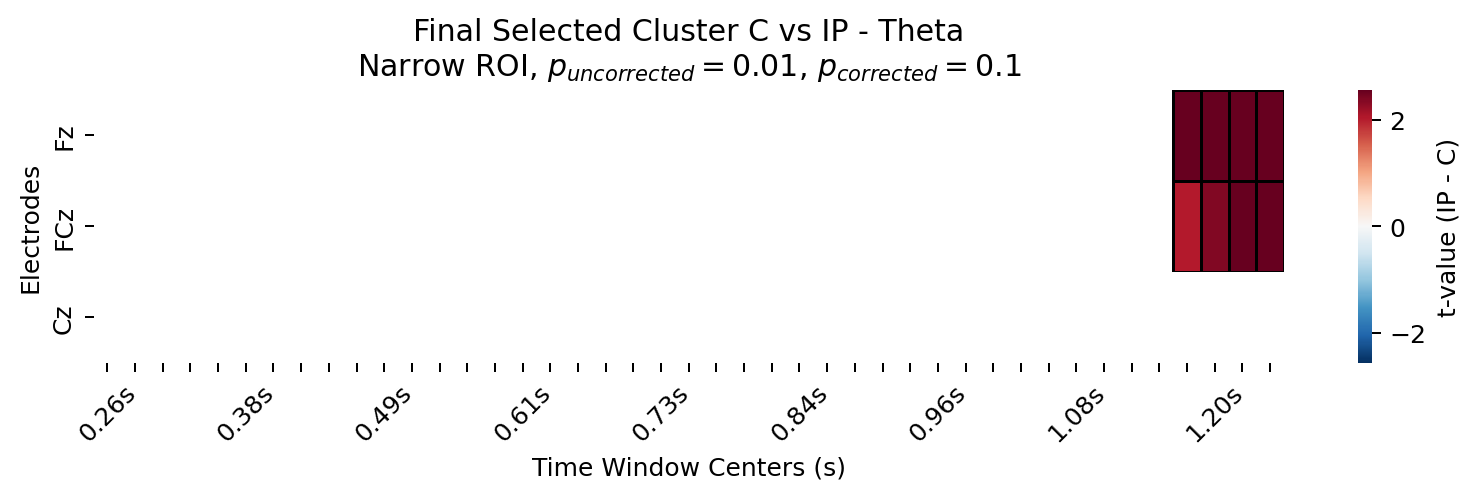 Final Selected Cluster C vs IP - Theta
Narrow ROI, p_uncorrected = 0.01, p_corrected = 0.1
Electrodes
Fz
FCz
Cz
0.26s 0.38s 0.49s 0.61s 0.73s 0.84s 0.96s 1.08s 1.20s
Time Window Centers (s)
2
0
−2
t-value (IP - C)